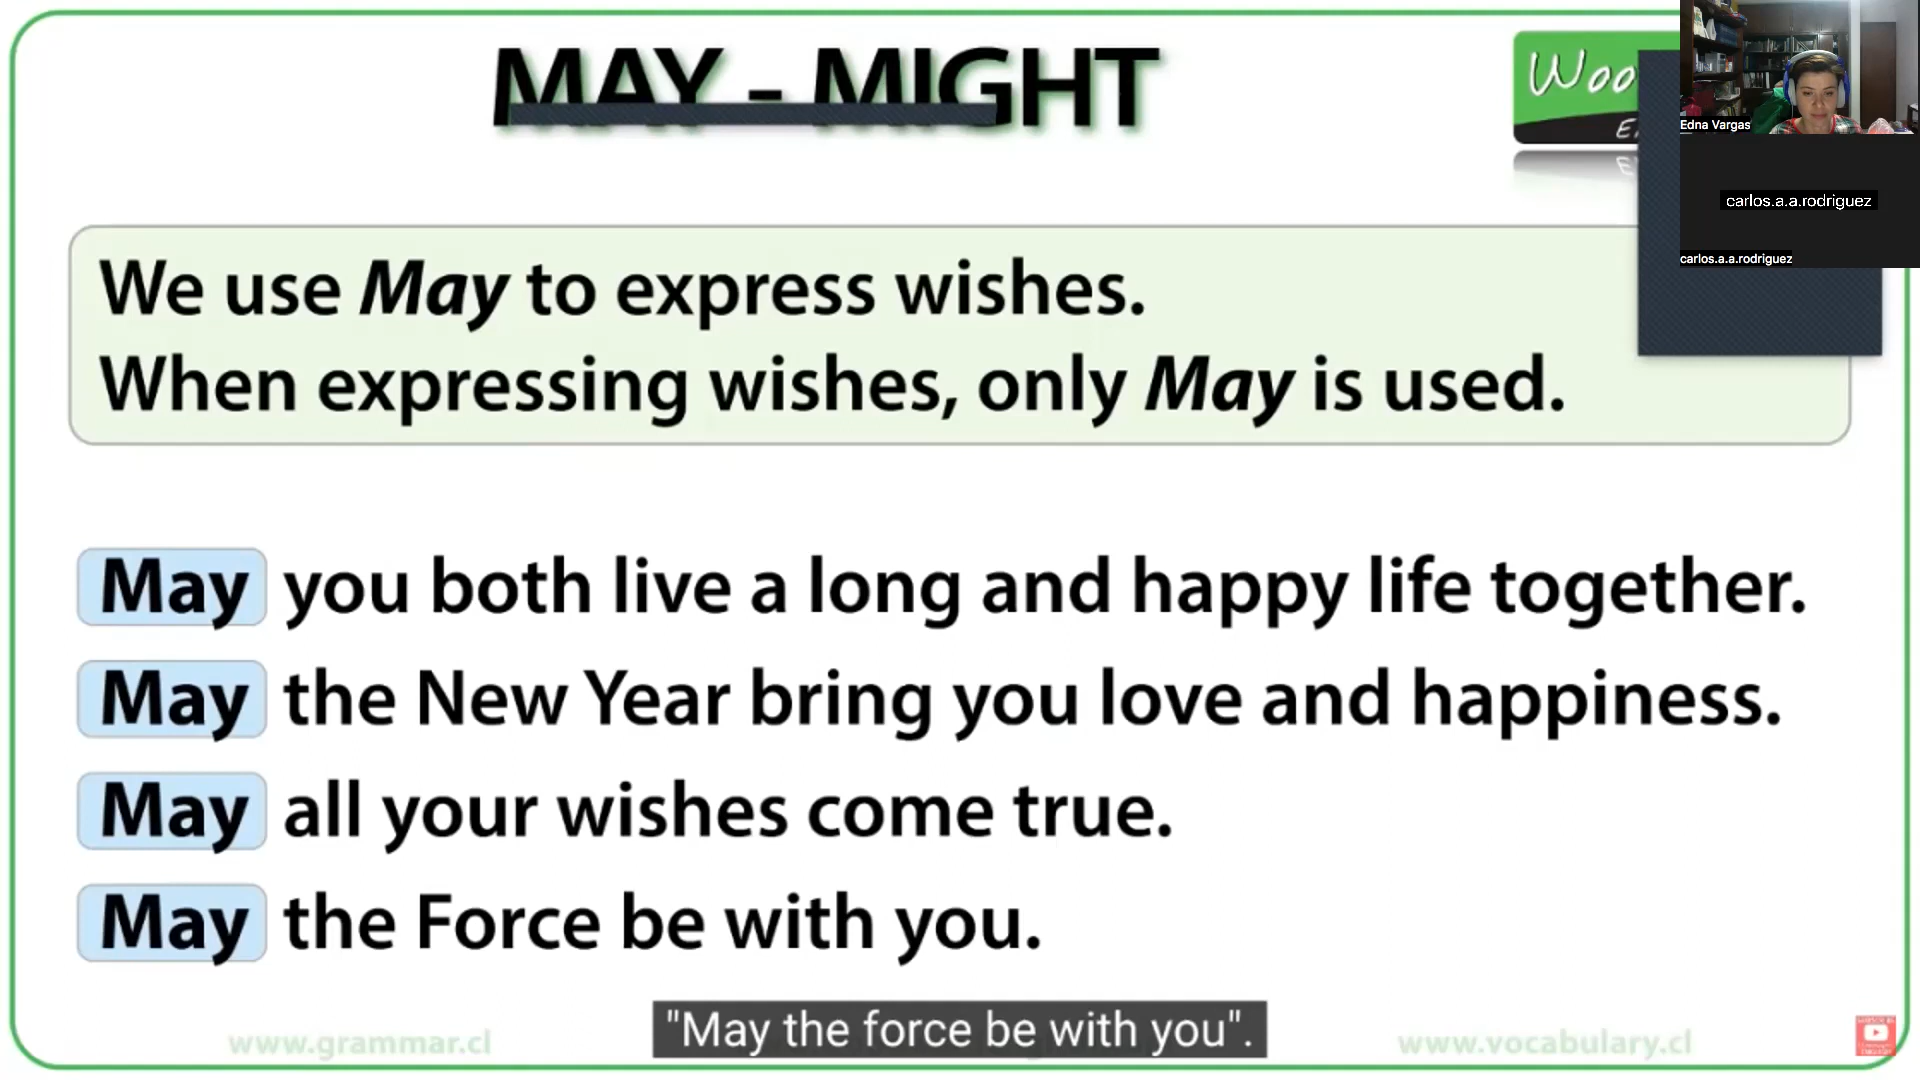 MAY - MIGHT
Woo
Edna Vargas
carlos.a.a.rodriguez
carlos.a.a.rodriguez
We use May to express wishes.
When expressing wishes, only May is used.
May you both live a long and happy life together.
May the New Year bring you love and happiness.
May all your wishes come true.
May the Force be with you.
"May the force be with you".
www.grammar.cl
www.vocabulary.cl